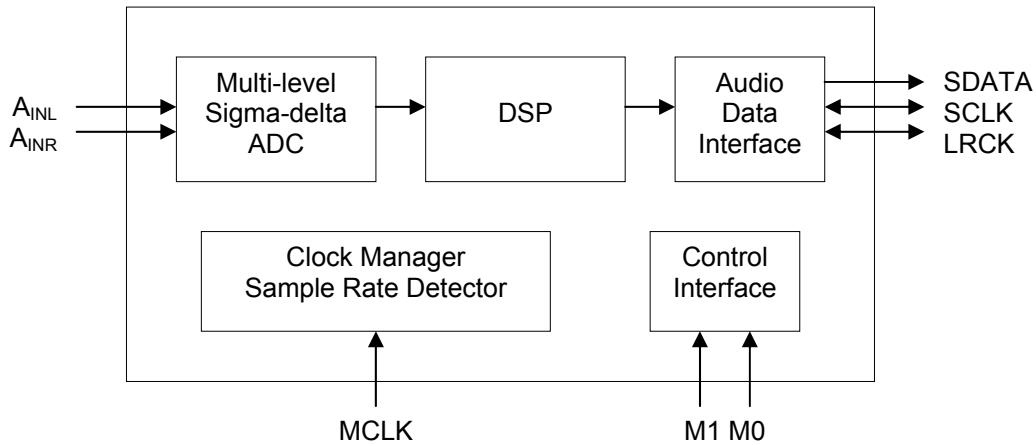 Multi-level
Sigma-delta
ADC
DSP
Audio
Data
Interface
AINL
AINR
SDATA
SCLK
LRCK
Clock Manager
Sample Rate Detector
Control
Interface
MCLK
M1 M0